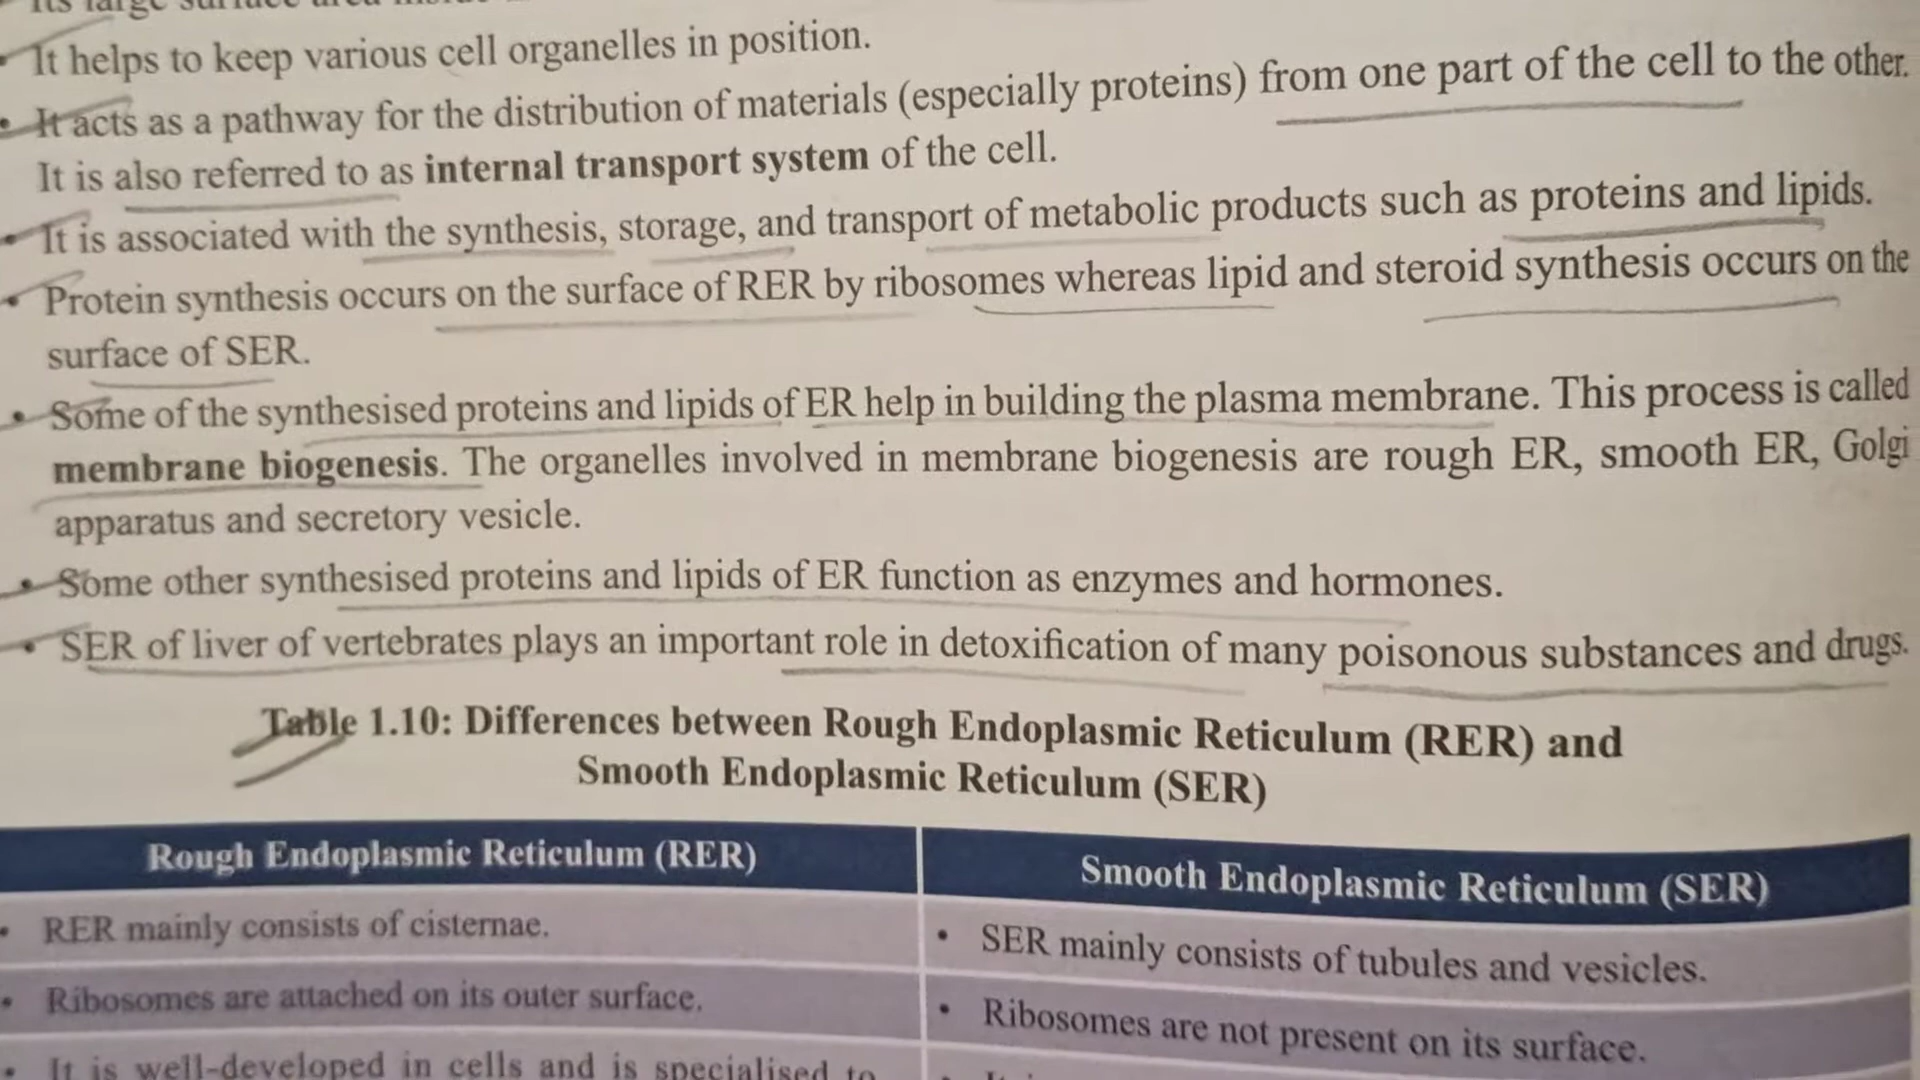 Its large surface area
• It helps to keep various cell organelles in position.
• It acts as a pathway for the distribution of materials (especially proteins) from one part of the cell to the other.
It is also referred to as internal transport system of the cell.
• It is associated with the synthesis, storage, and transport of metabolic products such as proteins and lipids.
• Protein synthesis occurs on the surface of RER by ribosomes whereas lipid and steroid synthesis occurs on the
surface of SER.
• Some of the synthesised proteins and lipids of ER help in building the plasma membrane. This process is called
membrane biogenesis. The organelles involved in membrane biogenesis are rough ER, smooth ER, Golgi
apparatus and secretory vesicle.
• Some other synthesised proteins and lipids of ER function as enzymes and hormones.
• SER of liver of vertebrates plays an important role in detoxification of many poisonous substances and drugs.
Table 1.10: Differences between Rough Endoplasmic Reticulum (RER) and
Smooth Endoplasmic Reticulum (SER)
Rough Endoplasmic Reticulum (RER)
Smooth Endoplasmic Reticulum (SER)
• RER mainly consists of cisternae.
• SER mainly consists of tubules and vesicles.
• Ribosomes are attached on its outer surface.
• Ribosomes are not present on its surface.
• It is well-developed in cells and is specialised to